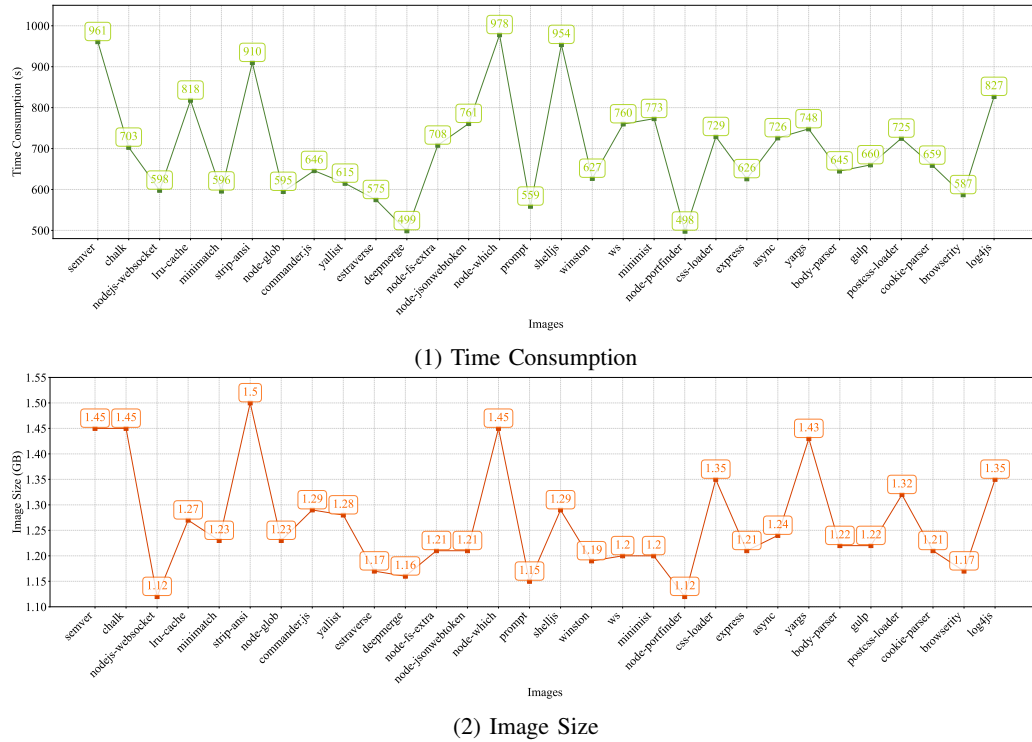 1000
900
800
700
600
500
Time Consumption (s)
961
703
598
818
596
910
595
646
615
575
499
708
761
978
559
954
627
760
773
498
729
626
726
748
645
660
725
659
587
827
semver
chalk
nodejs-websocket
lru-cache
minimatch
strip-ansi
node-glob
commander.js
yallist
estraverse
deepmerge
node-fs-extra
node-jsonwebtoken
node-which
prompt
shelljs
winston
ws
minimist
node-portfinder
css-loader
express
async
yargs
body-parser
gulp
postcss-loader
cookie-parser
browserity
log4js
Images
(1) Time Consumption
1.55
1.50
1.45
1.40
1.35
1.30
1.25
1.20
1.15
1.10
Image Size (GB)
1.45
1.45
1.12
1.27
1.23
1.5
1.23
1.29
1.28
1.17
1.16
1.21
1.21
1.45
1.15
1.29
1.19
1.2
1.2
1.12
1.35
1.21
1.24
1.43
1.22
1.22
1.32
1.21
1.17
1.35
semver
chalk
nodejs-websocket
lru-cache
minimatch
strip-ansi
node-glob
commander.js
yallist
estraverse
deepmerge
node-fs-extra
node-jsonwebtoken
node-which
prompt
shelljs
winston
ws
minimist
node-portfinder
css-loader
express
async
yargs
body-parser
gulp
postcss-loader
cookie-parser
browserity
log4js
Images
(2) Image Size